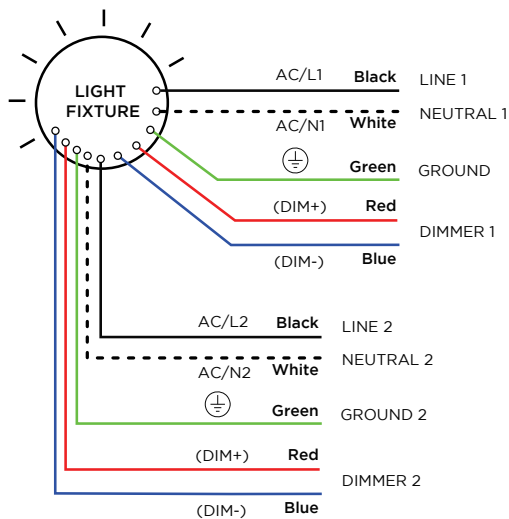 LIGHT
FIXTURE
AC/L1 Black LINE 1
AC/N1 White NEUTRAL 1
Green GROUND
(DIM+) Red
DIMMER 1
(DIM-) Blue
AC/L2 Black LINE 2
AC/N2 White NEUTRAL 2
Green GROUND 2
(DIM+) Red
DIMMER 2
(DIM-) Blue